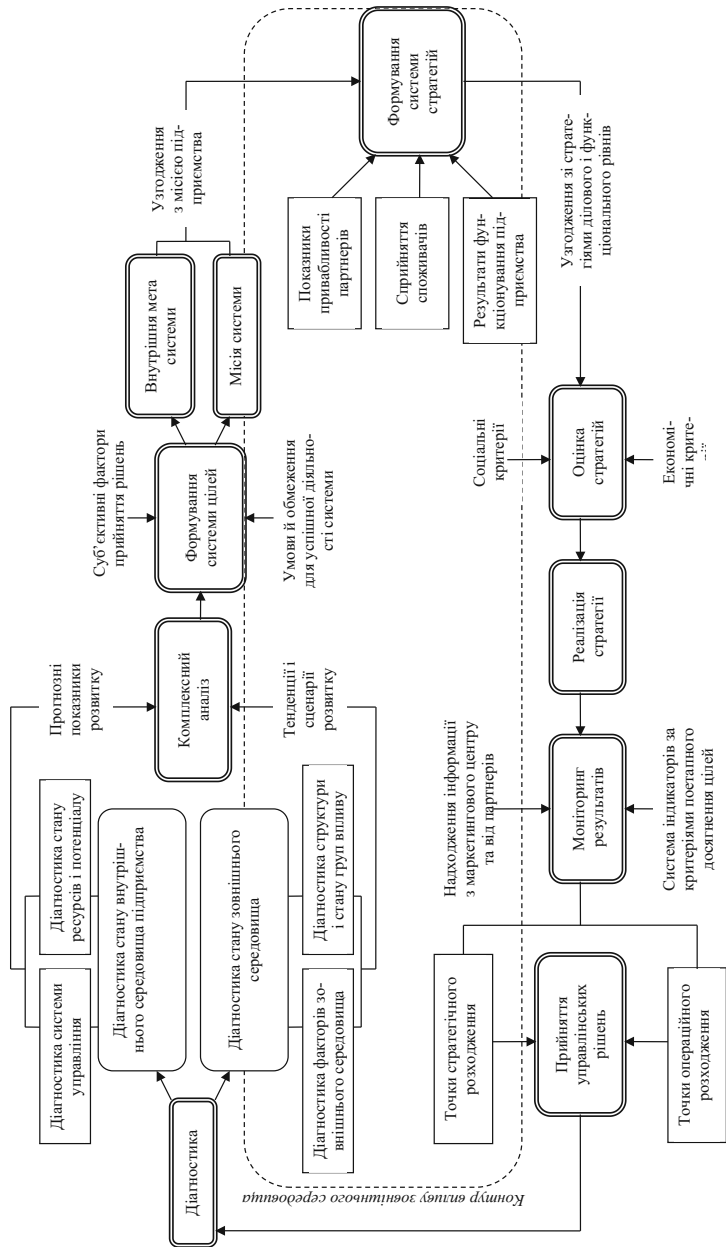 Діагностика
Діагностика системи
управління
Діагностика стану
ресурсів і потенціалу
Діагностика стану внутріш-
нього середовища підприємства
Діагностика стану зовнішнього
середовища
Діагностика факторів зо-
внішнього середовища
Діагностика структури
і стану груп впливу
Прогнозні
показники
розвитку
Комплексний
аналіз
Тенденції і
сценарії
розвитку
Суб’єктивні фактори
прийняття рішень
Формування
системи цілей
Умови й обмеження
для успішної діяльно-
сті системи
Внутрішня мета
системи
Місія системи
Узгодження
з місією під-
приємства
Показники
привабливості
партнерів
Сприйняття
споживачів
Результати фун-
кціонування під-
приємства
Формування
системи
стратегій
Узгодження зі страте-
гіями ділового і функ-
ціонального рівнів
Соціальні
критерії
Оцінка
стратегій
Економі-
чні крите-
рії
Реалізація
стратегії
Надходження інформації
з маркетингового центру
та від партнерів
Моніторинг
результатів
Система індикаторів за
критеріями поетапного
досягнення цілей
Точки стратегічного
розходження
Прийняття
управлінських
рішень
Точки операційного
розходження
Контур впливу зовнішнього середовища